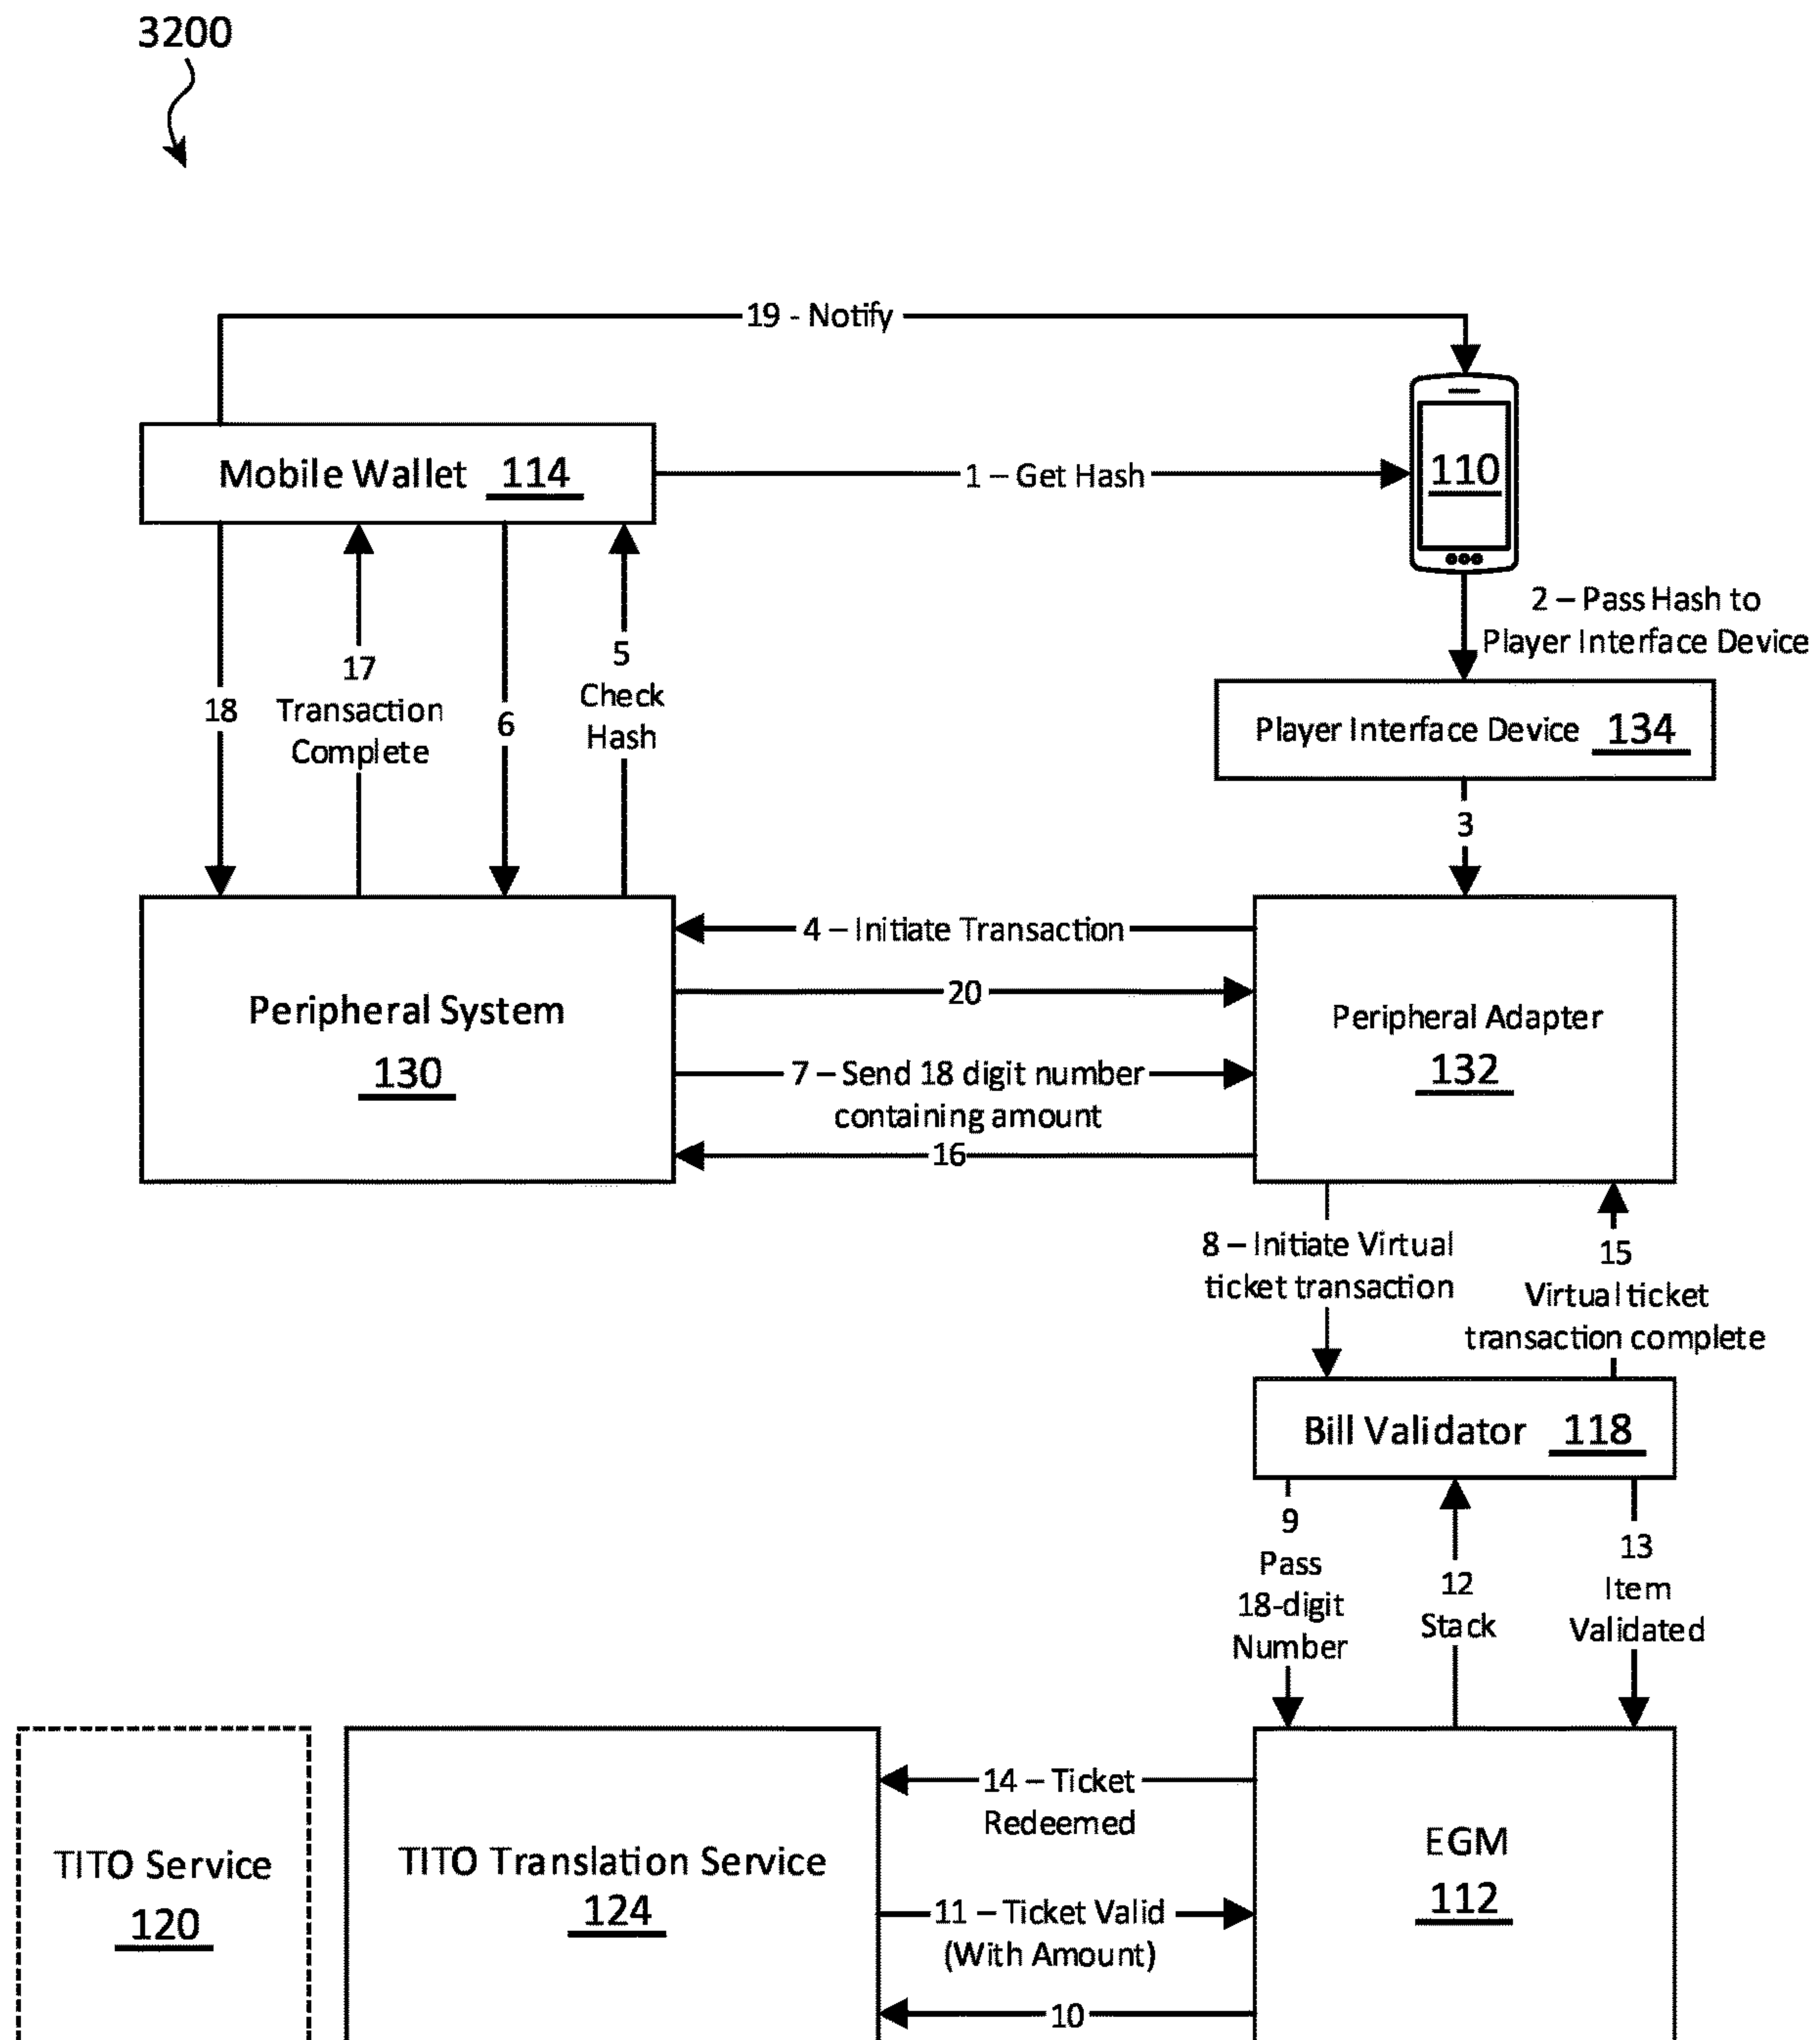 3200
19 - Notify
Mobile Wallet 114
1 – Get Hash
110
2 – Pass Hash to
Player Interface Device
Player Interface Device 134
18
17
Transaction
Complete
6
5
Check
Hash
3
4 – Initiate Transaction
20
7 – Send 18 digit number
containing amount
16
Peripheral System
130
Peripheral Adapter
132
8 – Initiate Virtual
ticket transaction
15
Virtual ticket
transaction complete
Bill Validator 118
9
Pass
18-digit
Number
12
Stack
13
Item
Validated
TITO Service
120
TITO Translation Service
124
14 – Ticket
Redeemed
11 – Ticket Valid
(With Amount)
10
EGM
112